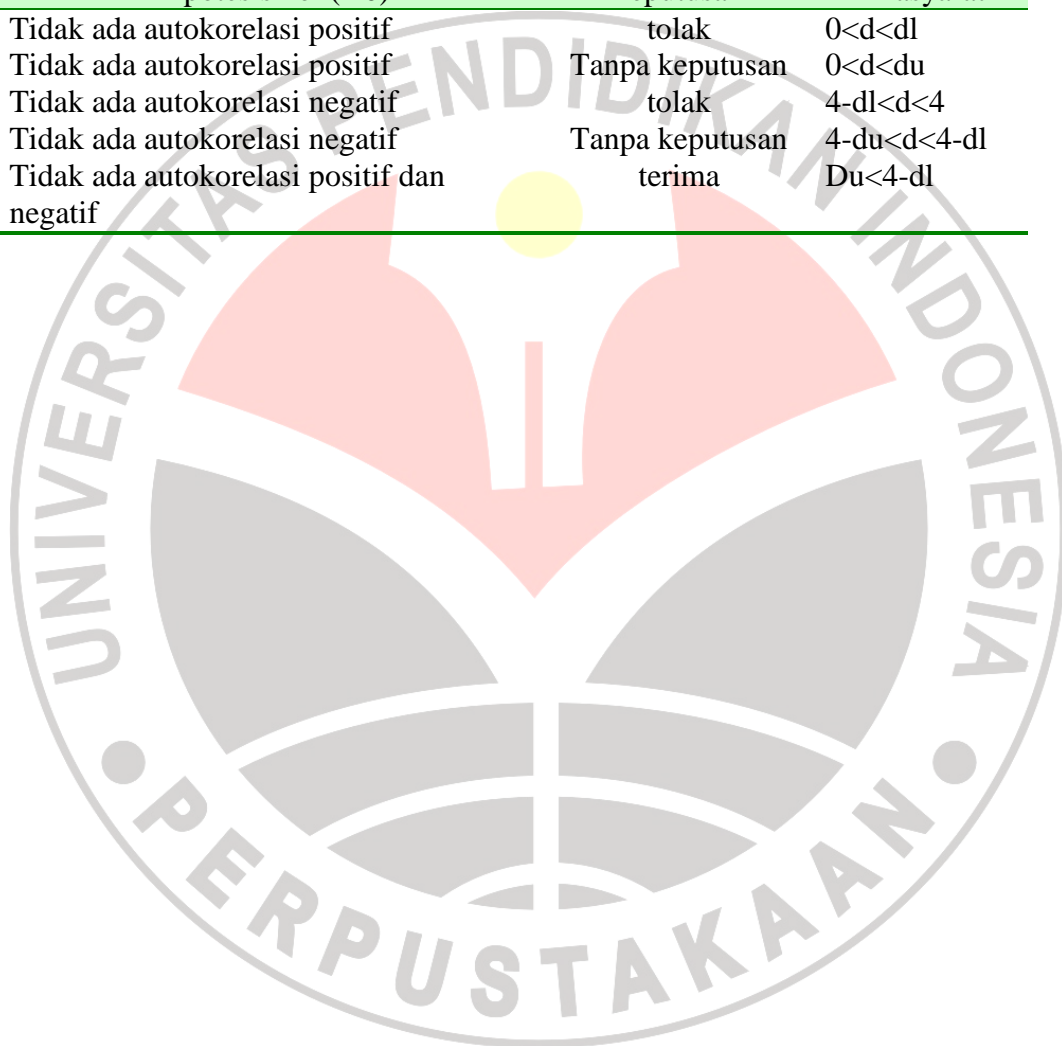 Tidak ada autokorelasi positif tolak 0<d<dl
Tidak ada autokorelasi positif Tanpa keputusan 0<d<du
Tidak ada autokorelasi negatif tolak 4-dl<d<4
Tidak ada autokorelasi negatif Tanpa keputusan 4-du<d<4-dl
Tidak ada autokorelasi positif dan terima Du<4-dl
negatif
UNIVERSITAS PENDIDIKAN INDONESIA
PERPUSTAKAAN